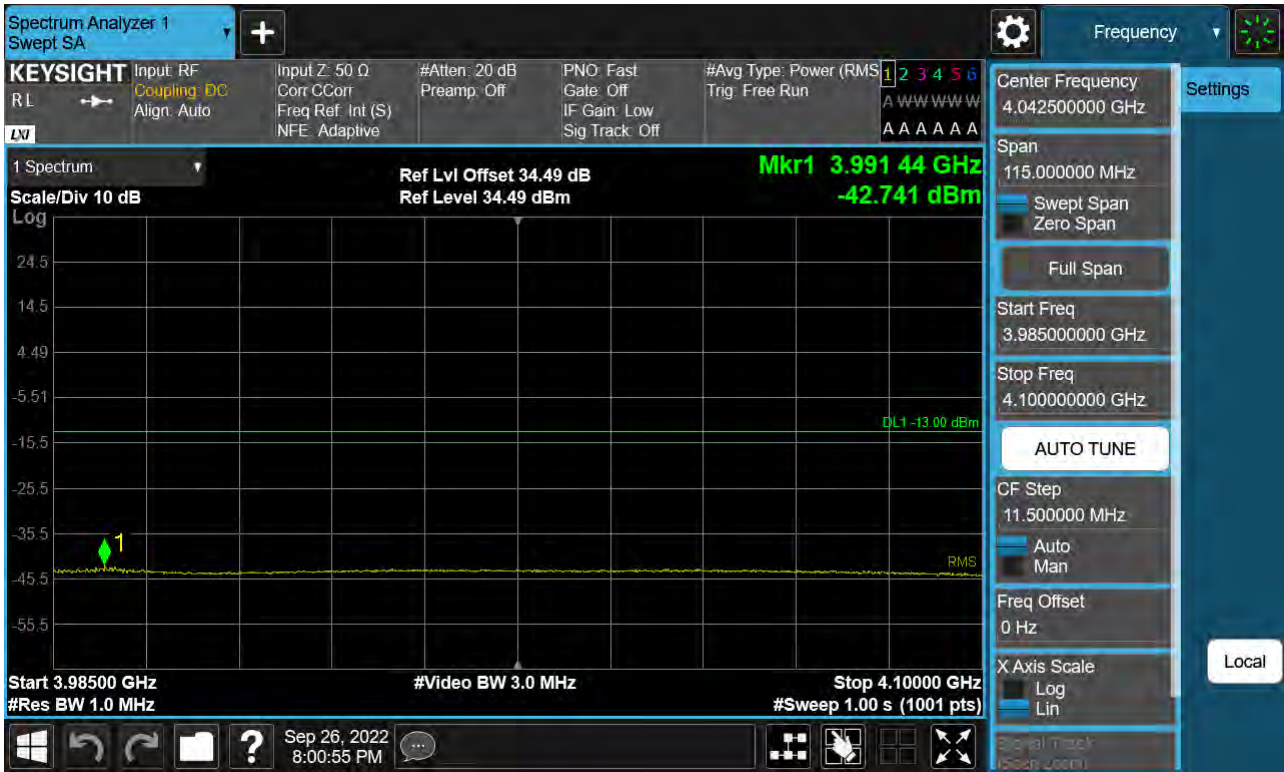 Spectrum Analyzer 1
Swept SA
+
Frequency
KEYSIGHT
RL
LXI
Input: RF
Coupling: DC
Align: Auto
Input Z: 50 Ω
Corr CCorr
Freq Ref: Int (S)
NFE: Adaptive
#Atten: 20 dB
Preamp: Off
PNO: Fast
Gate: Off
IF Gain: Low
Sig Track: Off
#Avg Type: Power (RMS
Trig: Free Run
1 2 3 4 5 6
A W W W W W
A A A A A A
1 Spectrum
Scale/Div 10 dB
Ref Lvl Offset 34.49 dB
Ref Level 34.49 dBm
Mkr1 3.991 44 GHz
-42.741 dBm
Log
24.5
14.5
4.49
-5.51
DL1 -13.00 dBm
-15.5
-25.5
-35.5
1
RMS
-45.5
-55.5
Start 3.98500 GHz
#Video BW 3.0 MHz
Stop 4.10000 GHz
#Res BW 1.0 MHz
#Sweep 1.00 s (1001 pts)
Center Frequency
4.042500000 GHz
Settings
Span
115.000000 MHz
Swept Span
Zero Span
Full Span
Start Freq
3.985000000 GHz
Stop Freq
4.100000000 GHz
AUTO TUNE
CF Step
11.500000 MHz
Auto
Man
Freq Offset
0 Hz
X Axis Scale
Log
Lin
Local
Signal Track
(Span Zoom)
?
Sep 26, 2022
8:00:55 PM